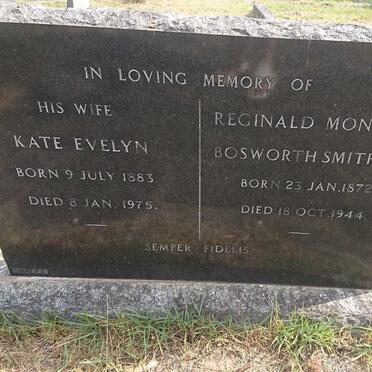 IN LOVING MEMORY OF
HIS WIFE
KATE EVELYN
BORN 9 JULY 1883
DIED 8 JAN. 1975.
REGINALD MON
BOSWORTH SMITH
BORN 23 JAN. 1872
DIED 18 OCT. 1944.
SEMPER FIDELIS.